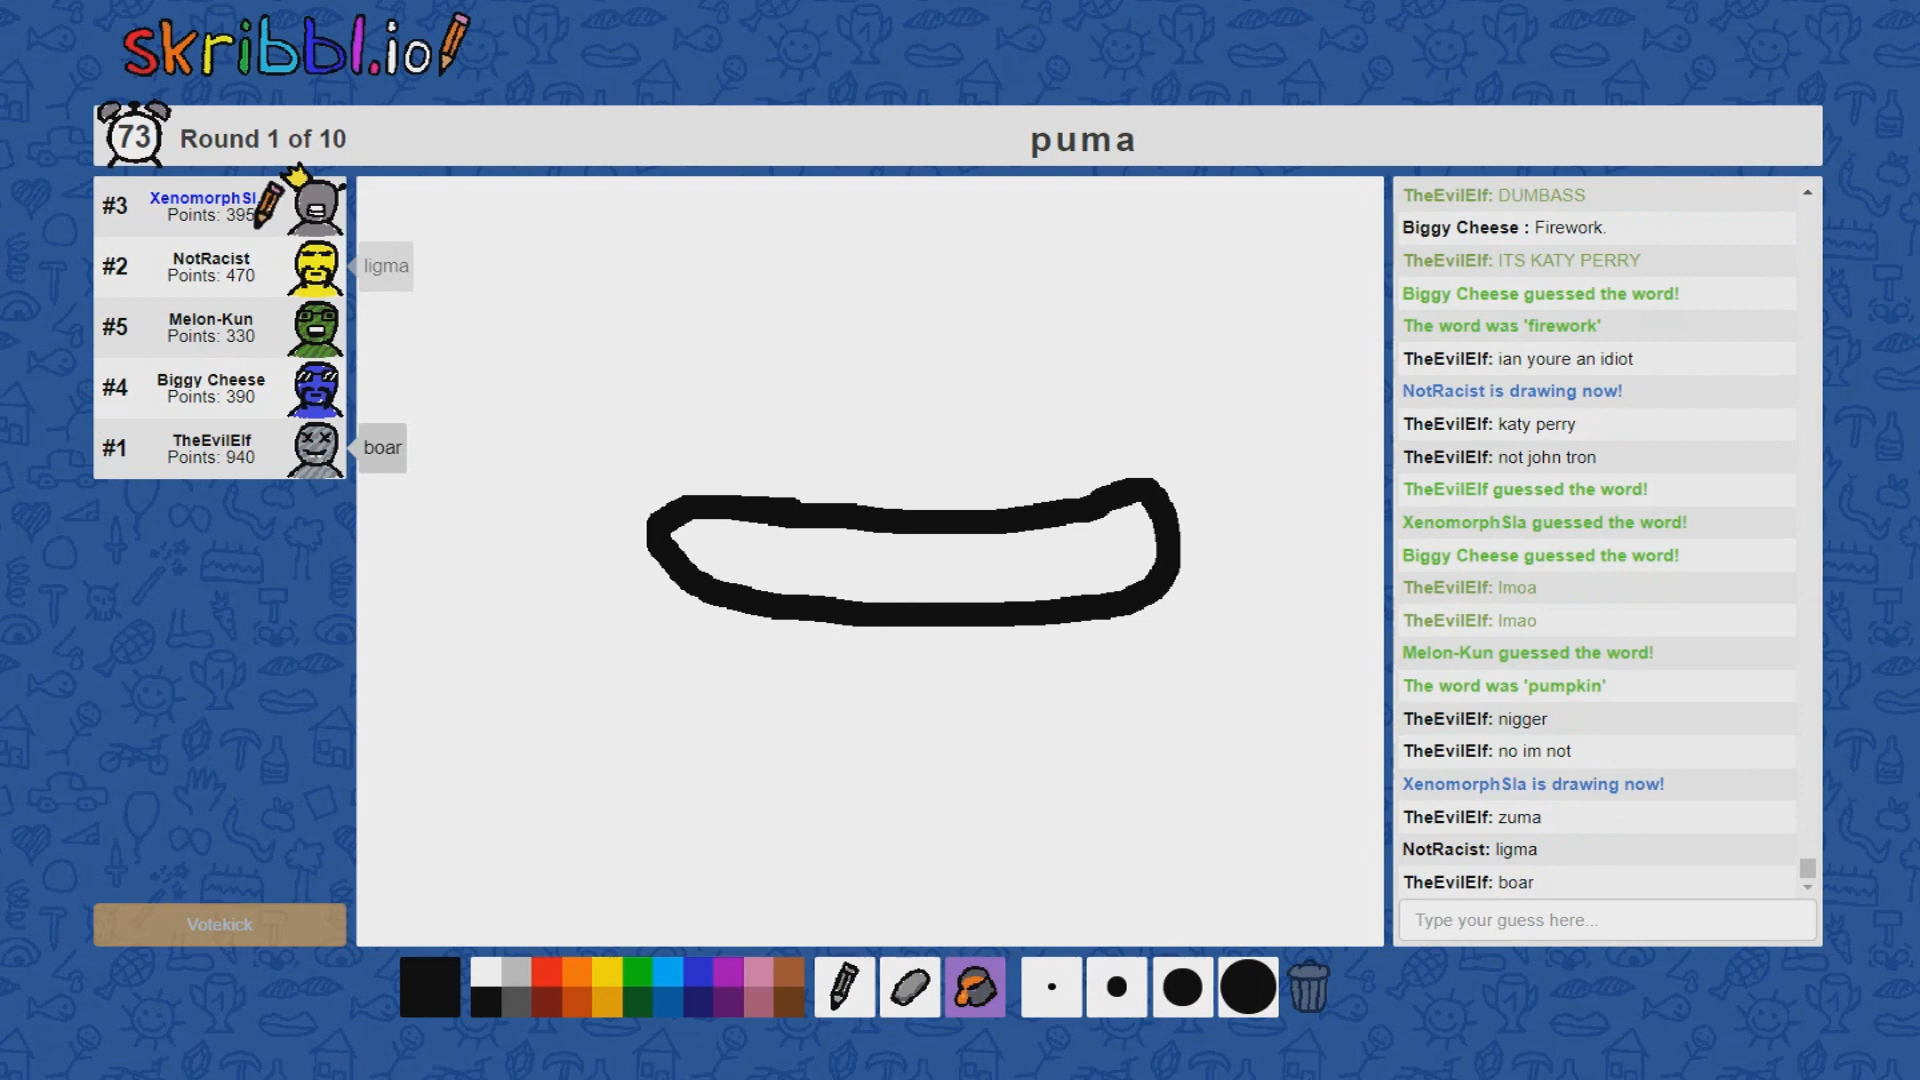 skribbl.io
73
Round 1 of 10
puma
#3
XenomorphSl
Points: 395
#2
NotRacist
Points: 470
ligma
#5
Melon-Kun
Points: 330
#4
Biggy Cheese
Points: 390
#1
TheEvilElf
Points: 940
boar
Votekick
TheEvilElf: DUMBASS
Biggy Cheese : Firework.
TheEvilElf: ITS KATY PERRY
Biggy Cheese guessed the word!
The word was 'firework'
TheEvilElf: ian youre an idiot
NotRacist is drawing now!
TheEvilElf: katy perry
TheEvilElf: not john tron
TheEvilElf guessed the word!
XenomorphSla guessed the word!
Biggy Cheese guessed the word!
TheEvilElf: lmoa
TheEvilElf: lmao
Melon-Kun guessed the word!
The word was 'pumpkin'
TheEvilElf: nigger
TheEvilElf: no im not
XenomorphSla is drawing now!
TheEvilElf: zuma
NotRacist: ligma
TheEvilElf: boar
Type your guess here...